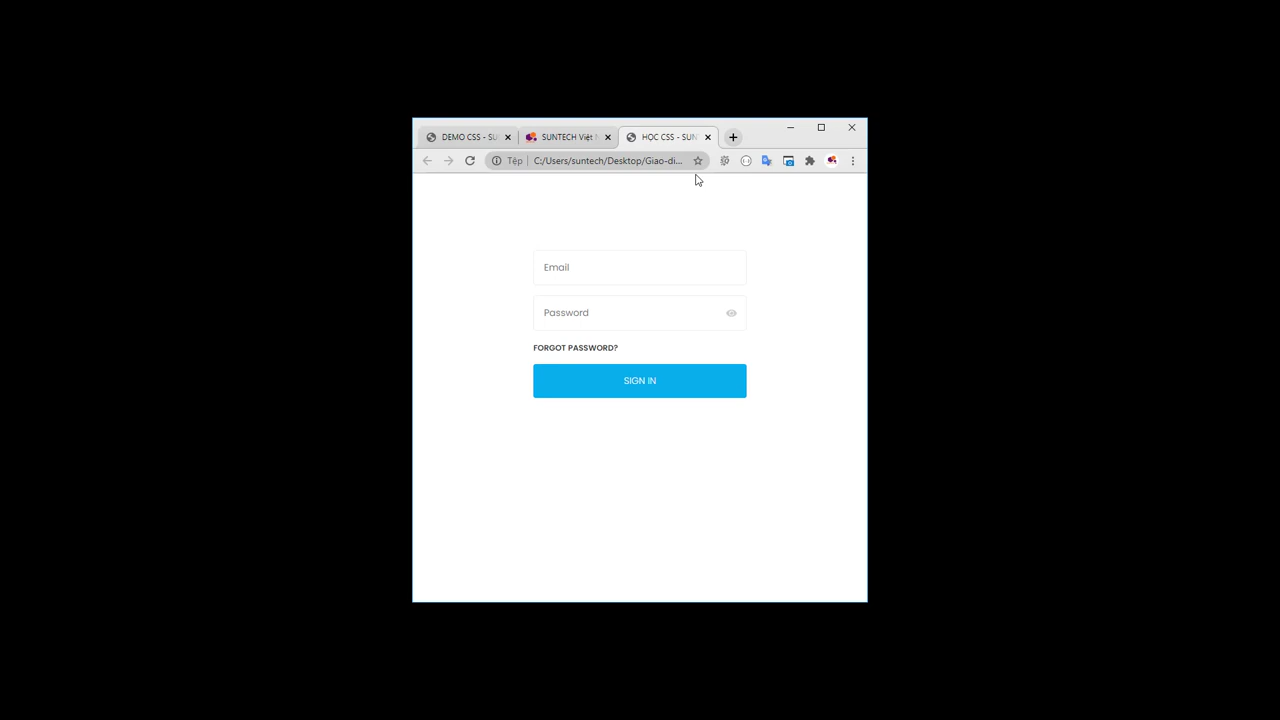 DEMO CSS - SU
SUNTECH Việt
HỌC CSS - SUN
Tệp
C:/Users/suntech/Desktop/Giao-di...
Email
Password
FORGOT PASSWORD?
SIGN IN